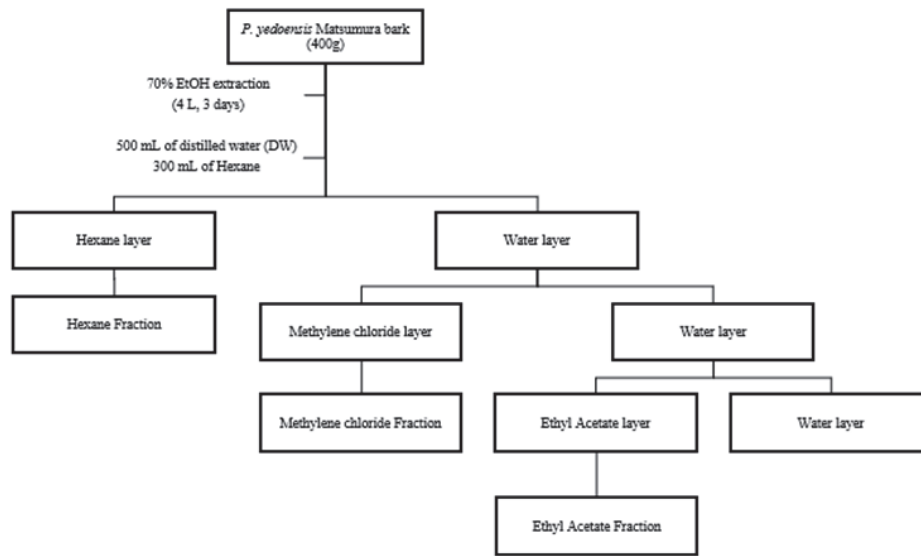 P. yedoensis Matsumura bark
(400g)
70% EtOH extraction
(4 L, 3 days)
500 mL of distilled water (DW)
300 mL of Hexane
Hexane layer
Water layer
Hexane Fraction
Methylene chloride layer
Water layer
Methylene chloride Fraction
Ethyl Acetate layer
Water layer
Ethyl Acetate Fraction